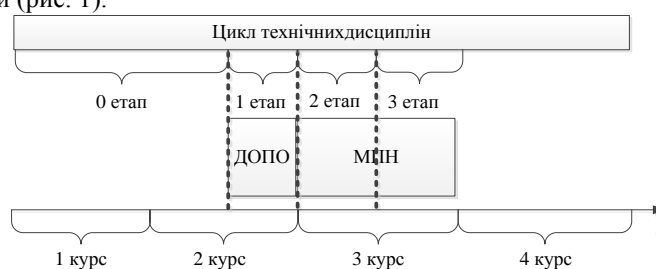 и (рис. 1).
Цикл технічнихдисциплін
0 етап 1 етап 2 етап 3 етап
ДОПО МПН
1 курс 2 курс 3 курс 4 курс